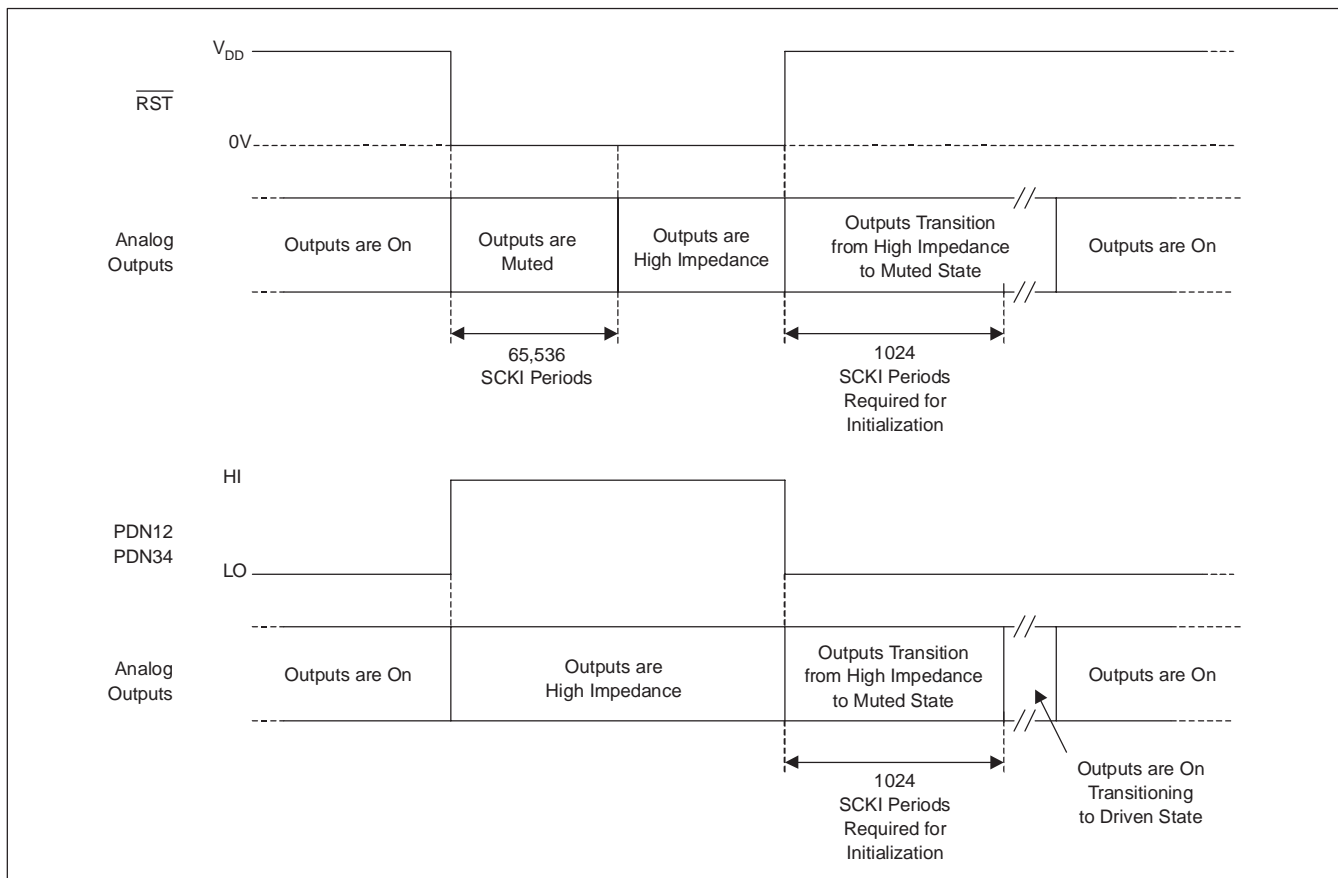 VDD
RST
0V
Analog
Outputs
Outputs are On
Outputs are
Muted
Outputs are
High Impedance
Outputs Transition
from High Impedance
to Muted State
Outputs are On
65,536
SCKI Periods
1024
SCKI Periods
Required for
Initialization
HI
PDN12
PDN34
LO
Analog
Outputs
Outputs are On
Outputs are
High Impedance
Outputs Transition
from High Impedance
to Muted State
Outputs are On
1024
SCKI Periods
Required for
Initialization
Outputs are On
Transitioning
to Driven State